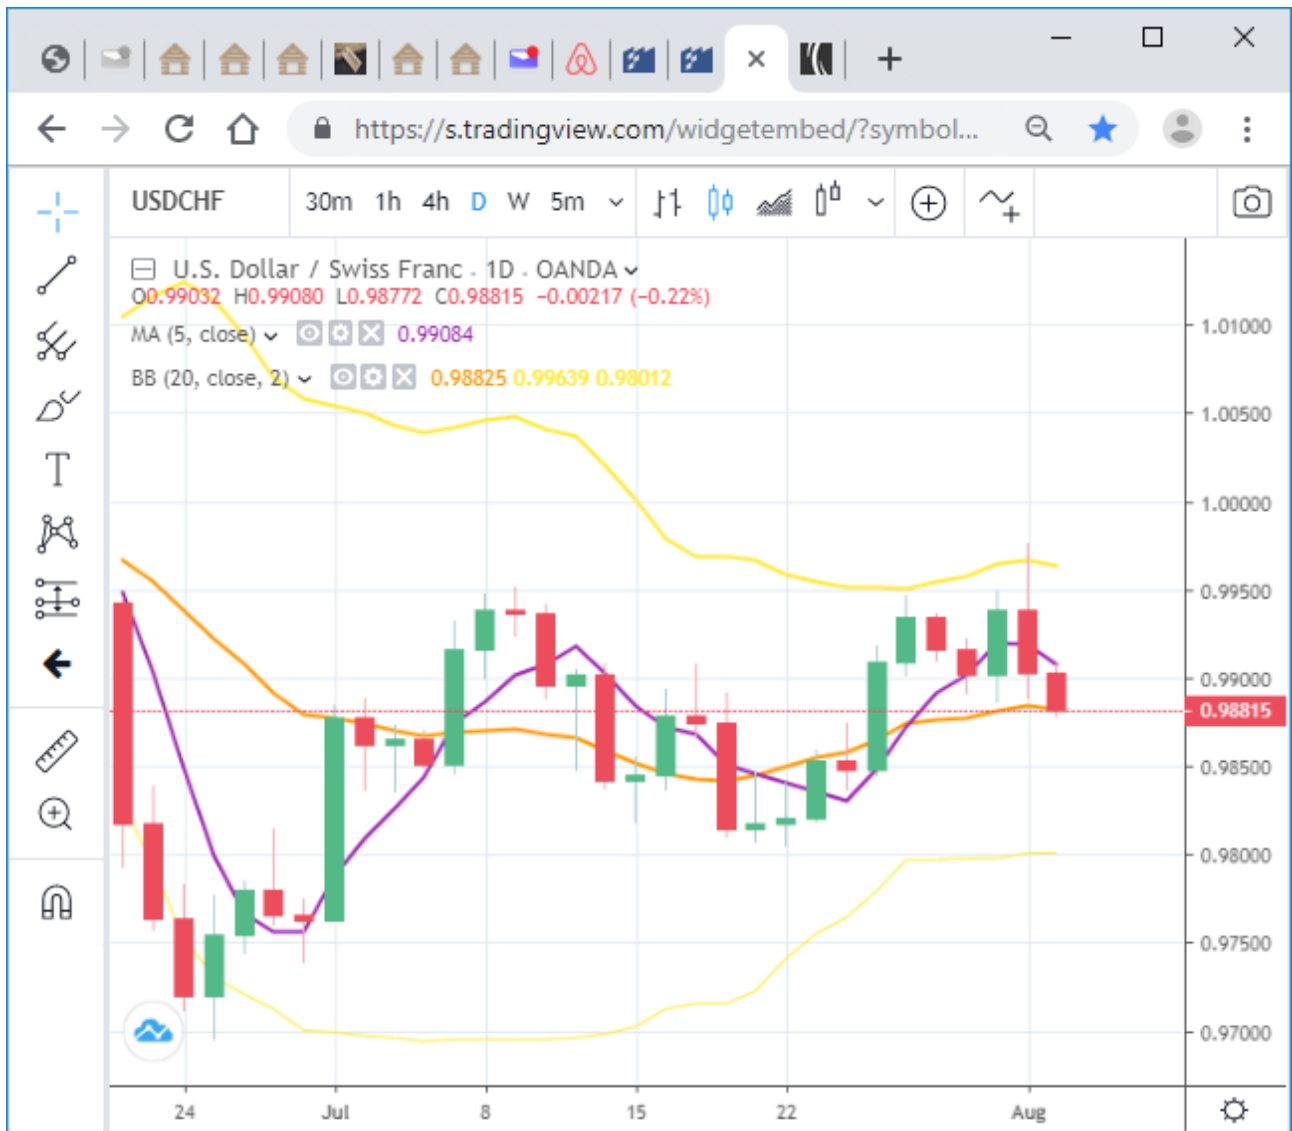 https://s.tradingview.com/widgetembed/?symbol...
USDCHF 30m 1h 4h D W 5m
U.S. Dollar / Swiss Franc - 1D - OANDA
O0.99032 H0.99080 L0.98772 C0.98815 −0.00217 (−0.22%)
MA (5, close) 0.99084
BB (20, close, 2) 0.98825 0.99639 0.98012
1.01000
1.00500
1.00000
0.99500
0.99000
0.98815
0.98500
0.98000
0.97500
0.97000
24 Jul 8 15 22 Aug